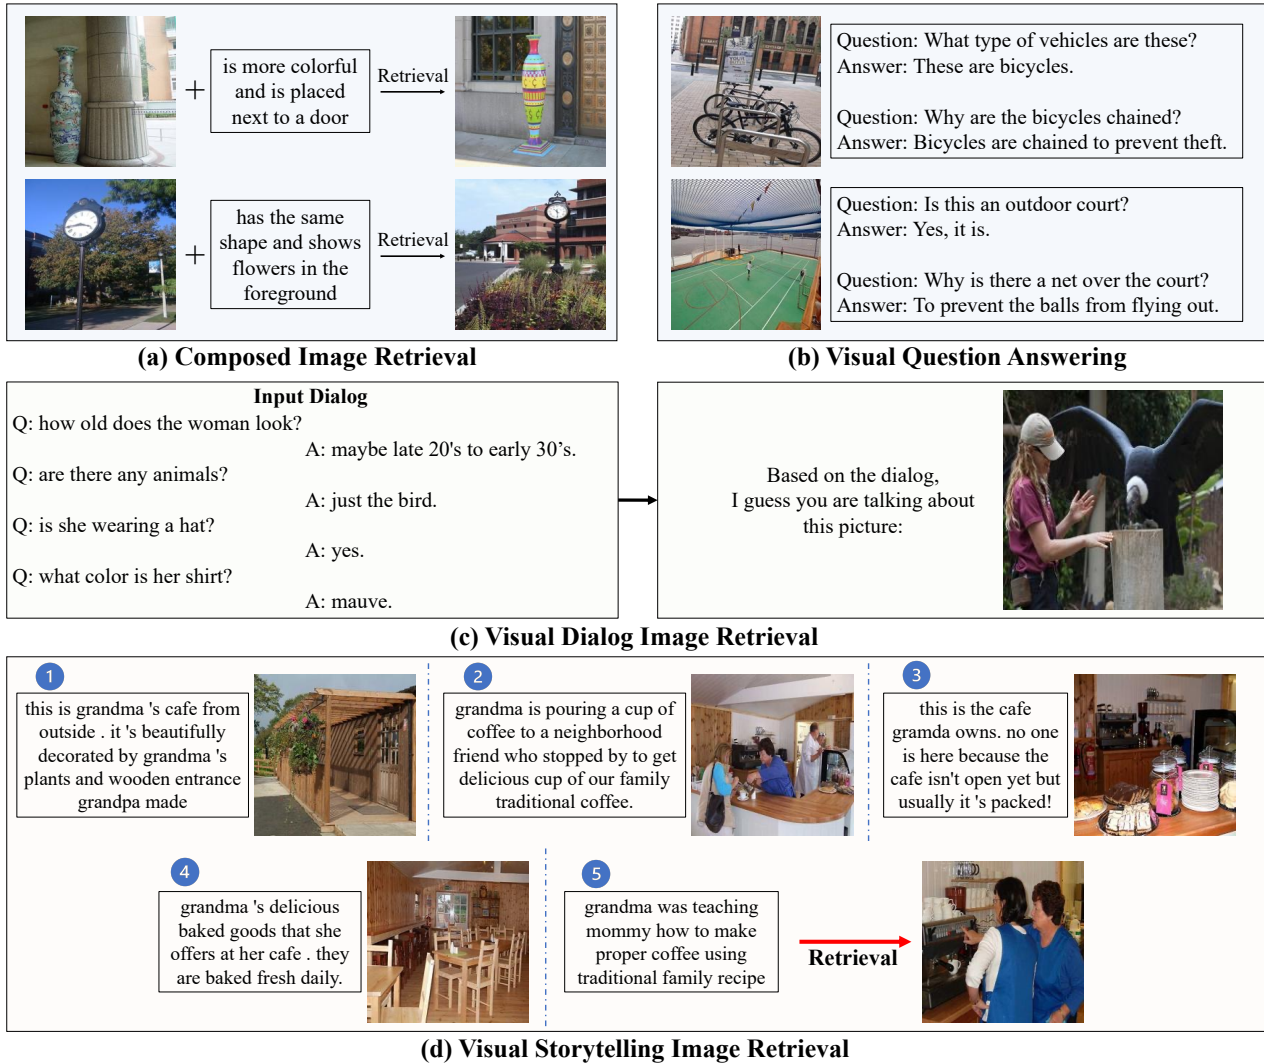 is more colorful
and is placed
next to a door
Retrieval
has the same
shape and shows
flowers in the
foreground
Retrieval
(a) Composed Image Retrieval
Question: What type of vehicles are these?
Answer: These are bicycles.
Question: Why are the bicycles chained?
Answer: Bicycles are chained to prevent theft.
Question: Is this an outdoor court?
Answer: Yes, it is.
Question: Why is there a net over the court?
Answer: To prevent the balls from flying out.
(b) Visual Question Answering
Input Dialog
Q: how old does the woman look?
A: maybe late 20's to early 30’s.
Q: are there any animals?
A: just the bird.
Q: is she wearing a hat?
A: yes.
Q: what color is her shirt?
A: mauve.
Based on the dialog,
I guess you are talking about
this picture:
(c) Visual Dialog Image Retrieval
1
this is grandma 's cafe from
outside . it 's beautifully
decorated by grandma 's
plants and wooden entrance
grandpa made
2
grandma is pouring a cup of
coffee to a neighborhood
friend who stopped by to get
delicious cup of our family
traditional coffee.
3
this is the cafe
gramda owns. no one
is here because the
cafe isn't open yet but
usually it 's packed!
4
grandma 's delicious
baked goods that she
offers at her cafe . they
are baked fresh daily.
5
grandma was teaching
mommy how to make
proper coffee using
traditional family recipe
Retrieval
(d) Visual Storytelling Image Retrieval